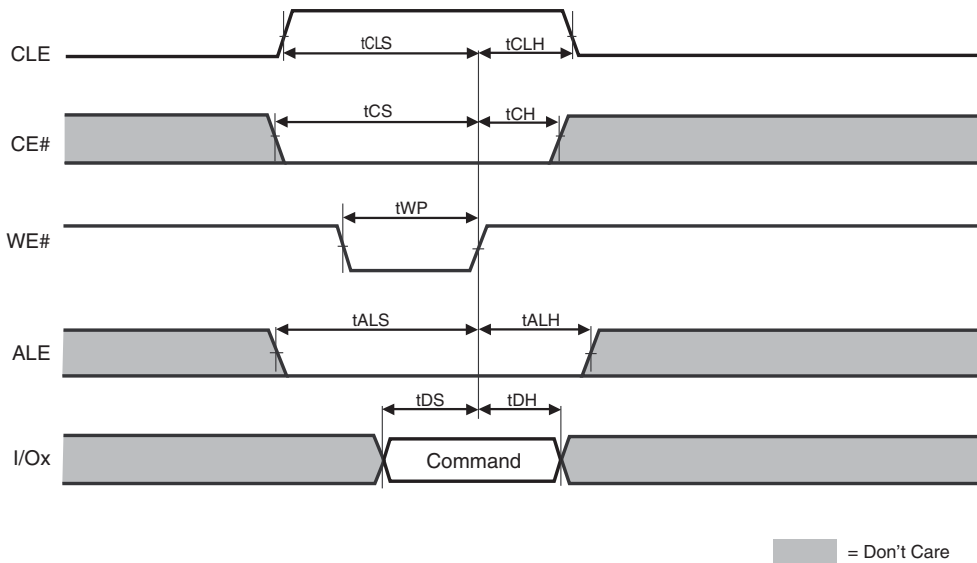 CLE
tCLS
tCLH
CE#
tCS
tCH
WE#
tWP
ALE
tALS
tALH
I/Ox
tDS
tDH
Command
= Don't Care